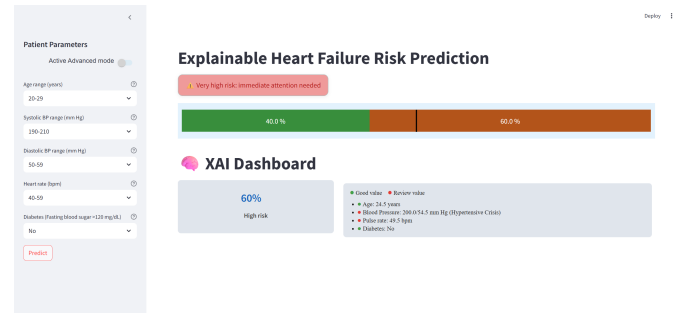 Deploy
Patient Parameters
Active Advanced mode
Age range (years)
20-29
Systolic BP range (mm Hg)
190-210
Diastolic BP range (mm Hg)
50-59
Heart rate (bpm)
40-59
Diabetes (Fasting blood sugar >120 mg/dL)
No
Predict
Explainable Heart Failure Risk Prediction
Very high risk: immediate attention needed
40.0 % 60.0 %
XAI Dashboard
60%
High risk
Good value Review value
Age: 24.5 years
Blood Pressure: 200.0/54.5 mm Hg (Hypertensive Crisis)
Pulse rate: 49.5 bpm
Diabetes: No